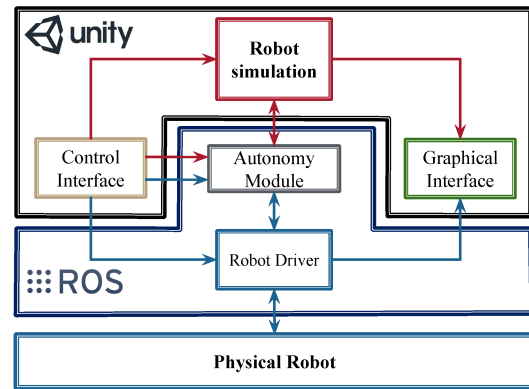 unity
Robot
simulation
Control
Interface
Autonomy
Module
Graphical
Interface
Robot Driver
ROS
Physical Robot